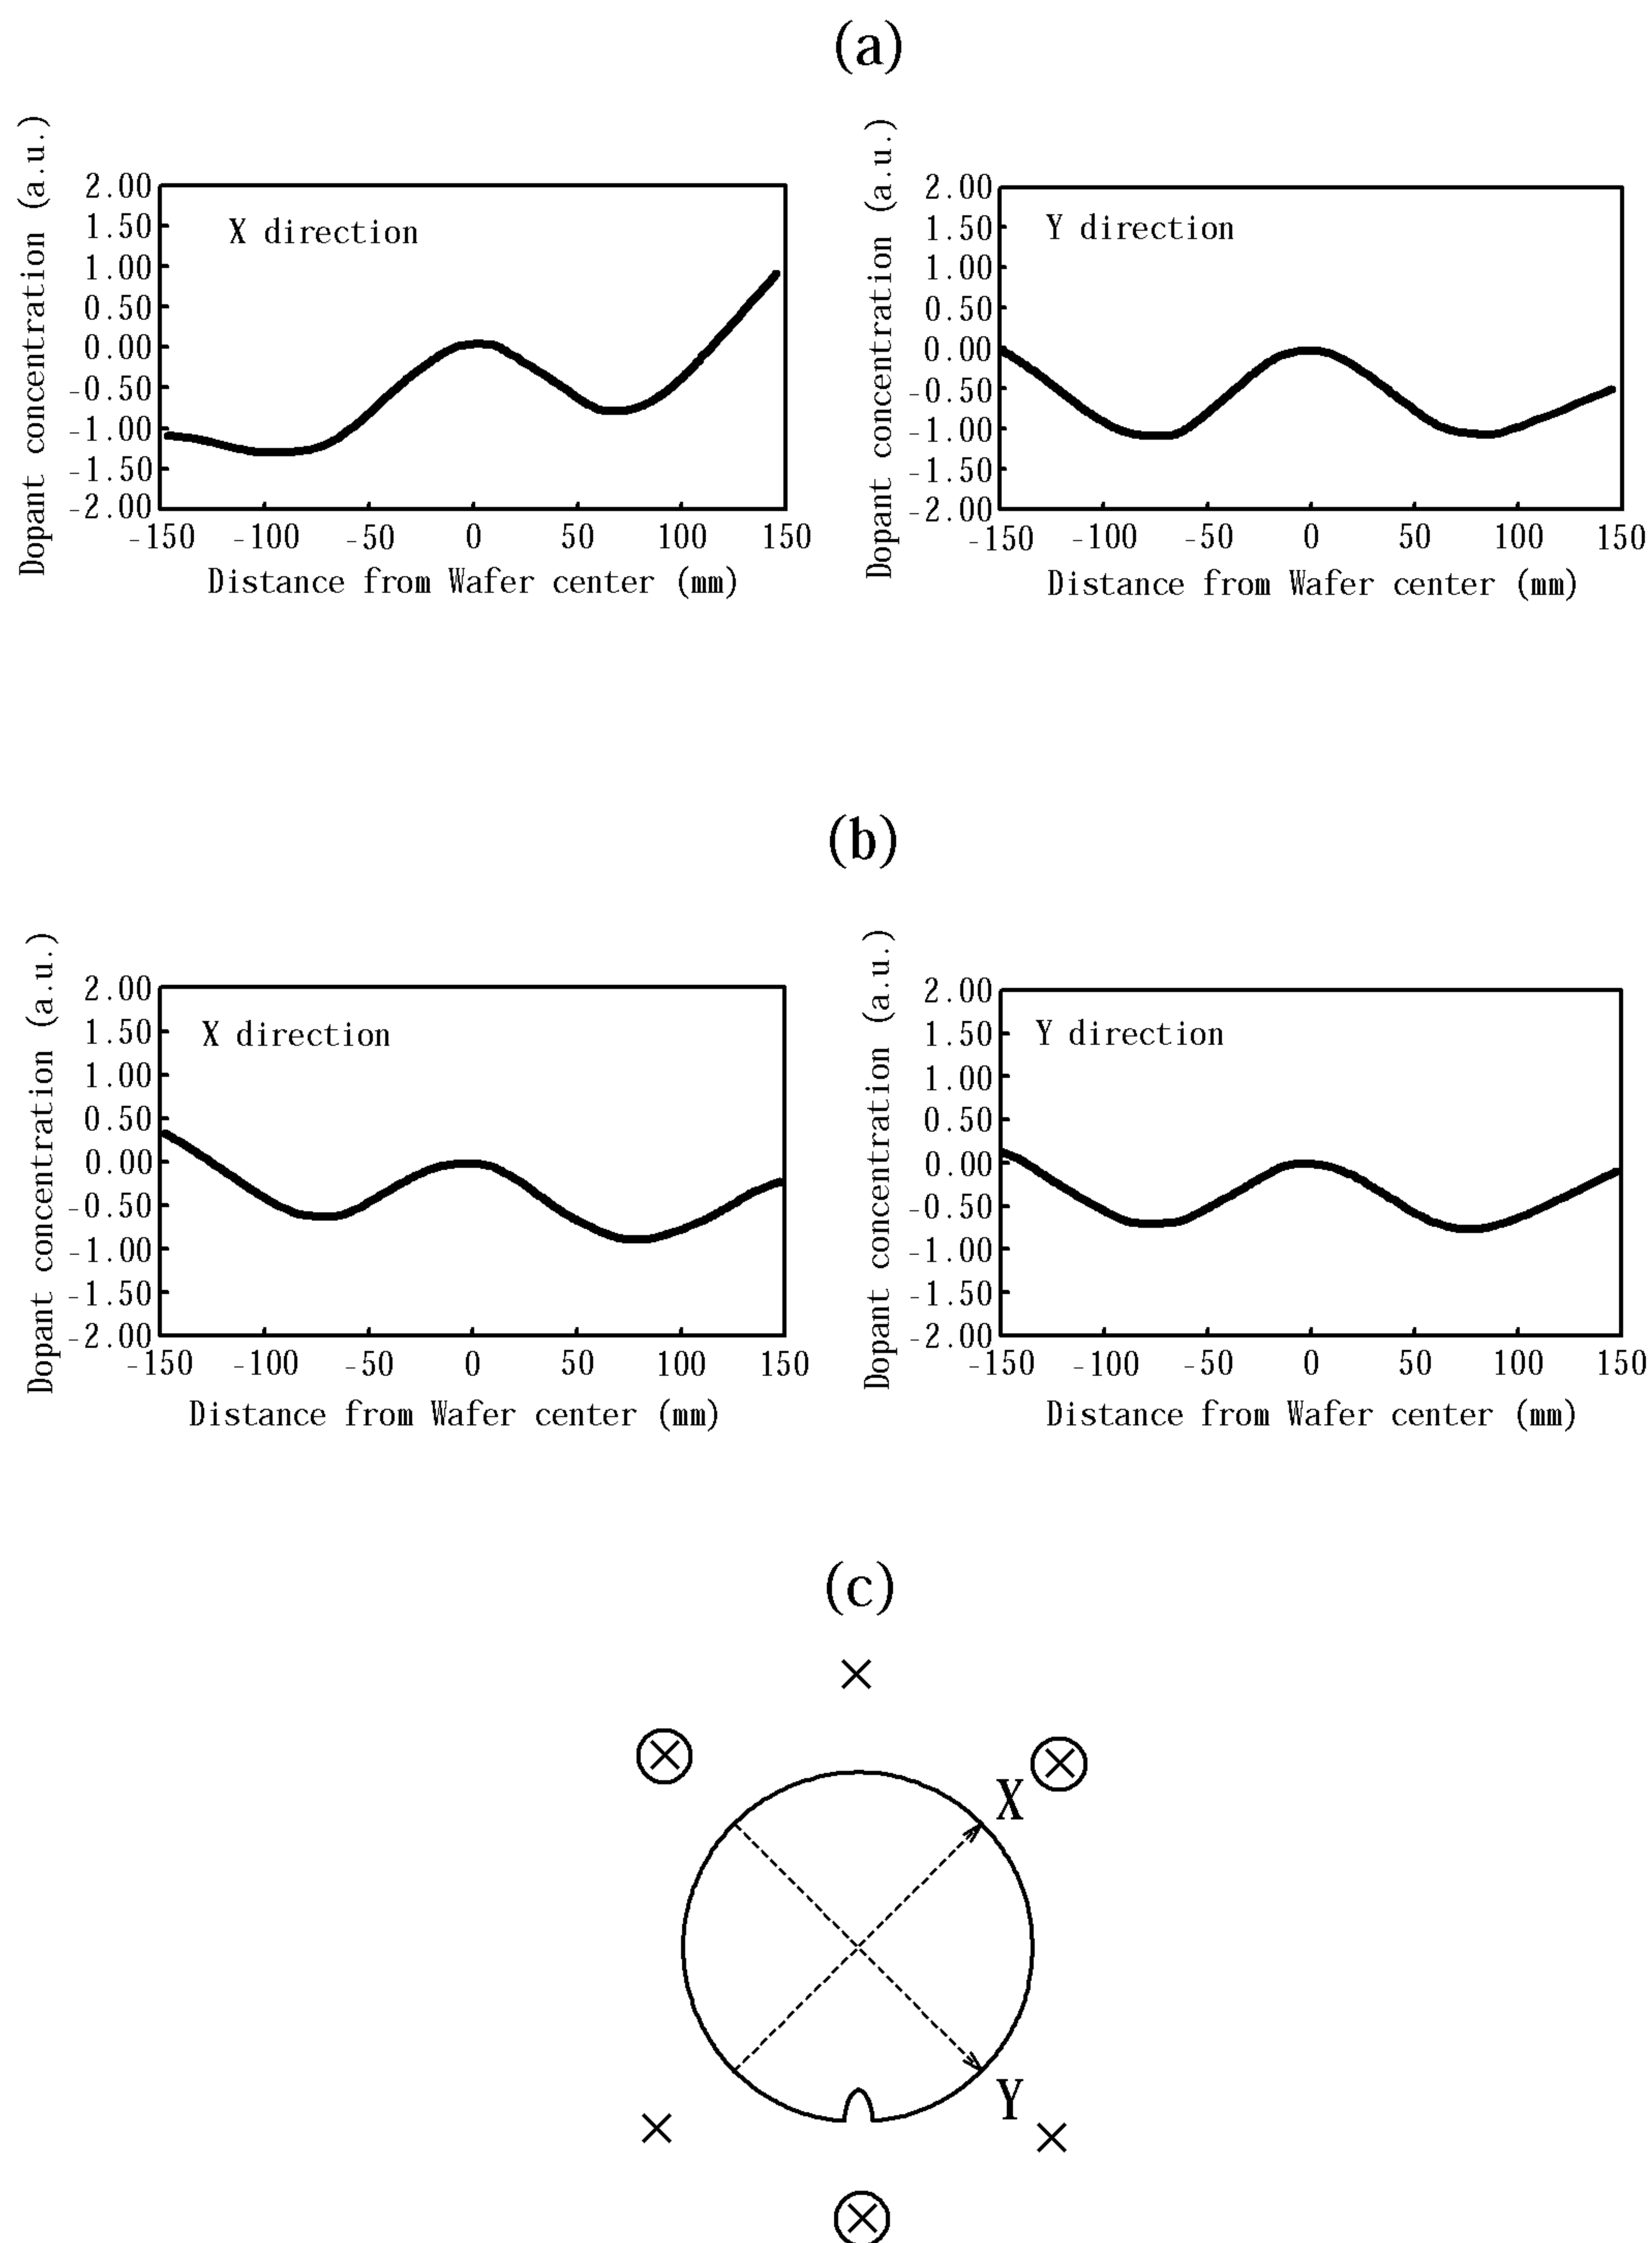 (a)
Dopant concentration (a.u.)
X direction
2.00
1.50
1.00
0.50
0.00
-0.50
-1.00
-1.50
-2.00
-150 -100 -50 0 50 100 150
Distance from Wafer center (mm)
Dopant concentration (a.u.)
Y direction
2.00
1.50
1.00
0.50
0.00
-0.50
-1.00
-1.50
-2.00
-150 -100 -50 0 50 100 150
Distance from Wafer center (mm)
(b)
Dopant concentration (a.u.)
X direction
2.00
1.50
1.00
0.50
0.00
-0.50
-1.00
-1.50
-2.00
-150 -100 -50 0 50 100 150
Distance from Wafer center (mm)
Dopant concentration (a.u.)
Y direction
2.00
1.50
1.00
0.50
0.00
-0.50
-1.00
-1.50
-2.00
-150 -100 -50 0 50 100 150
Distance from Wafer center (mm)
(c)
X
Y